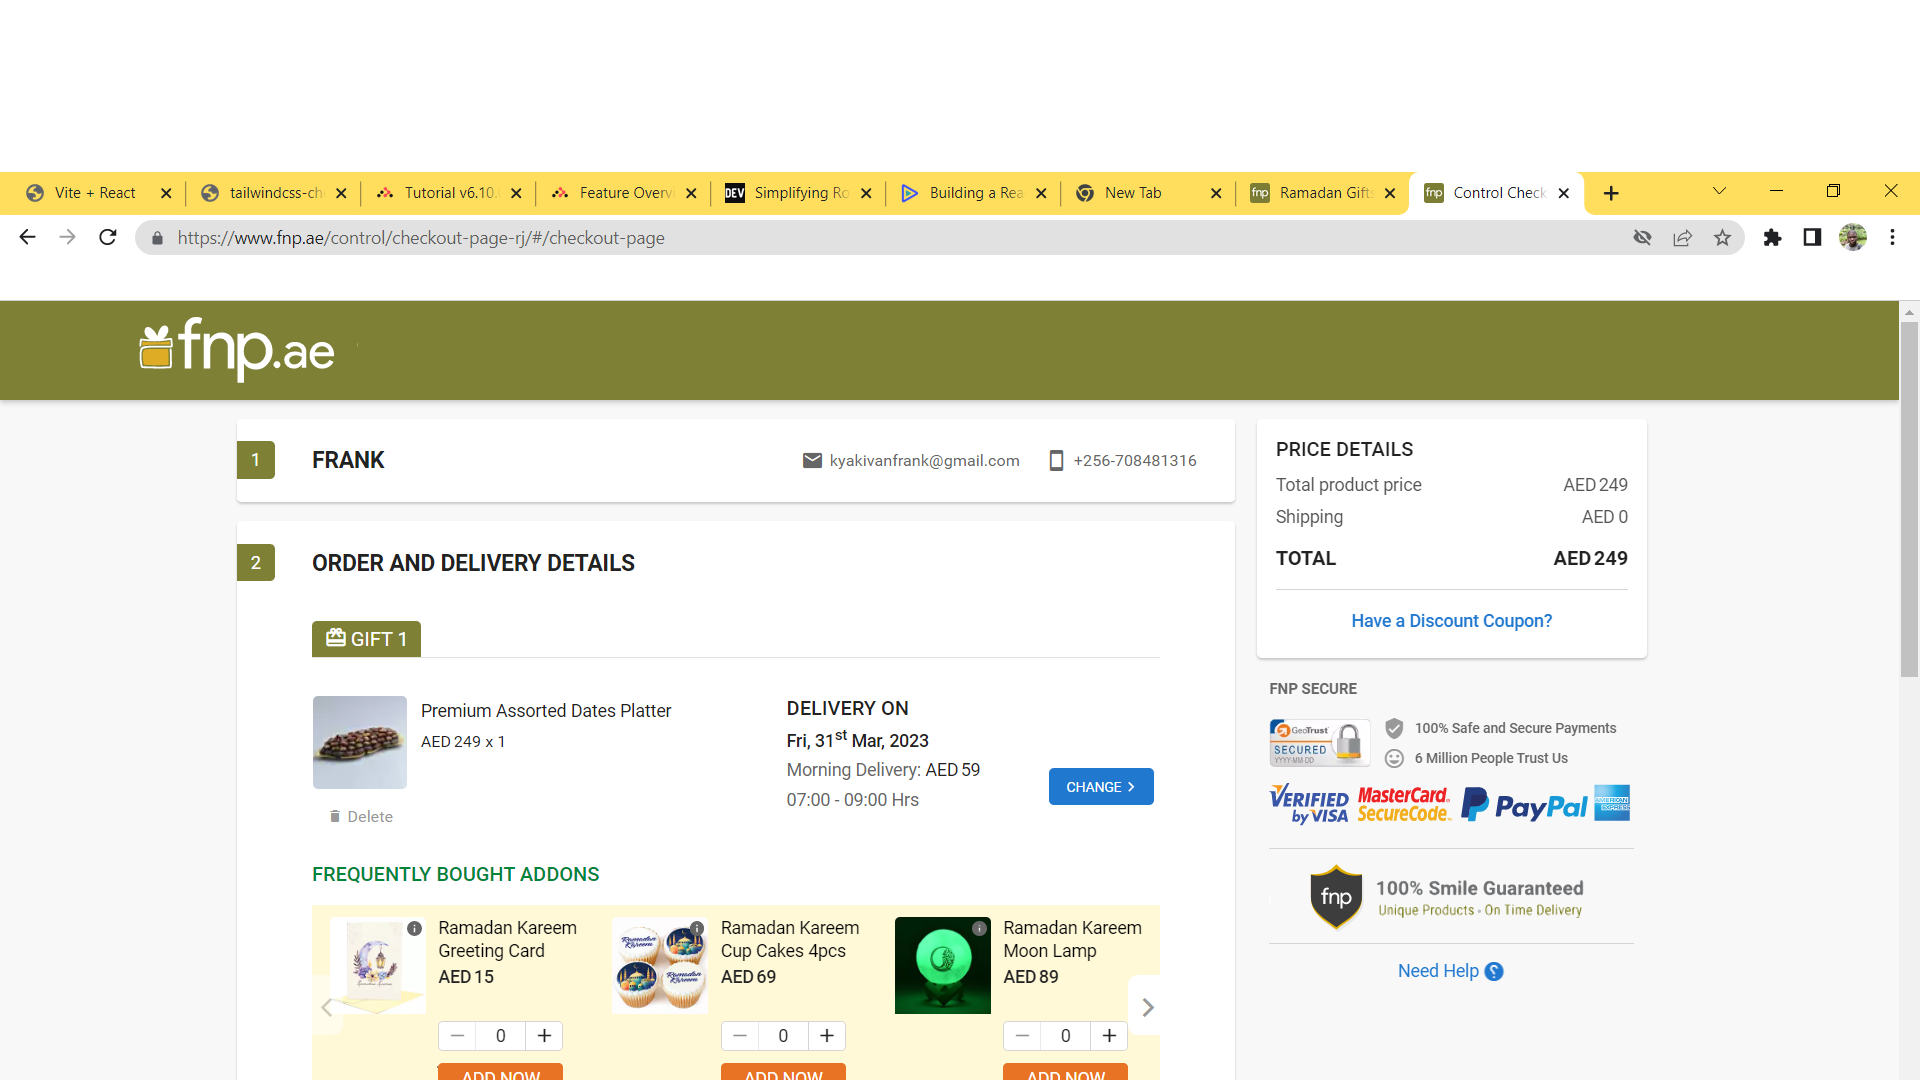 Vite + React
tailwindcss-ch
Tutorial v6.10.
Feature Overvi
DEV
Simplifying Ro
Building a Rea
New Tab
fnp
Ramadan Gifts
fnp
Control Check
https://www.fnp.ae/control/checkout-page-rj/#/checkout-page
fnp.ae
1
FRANK
kyakivanfrank@gmail.com
+256-708481316
2
ORDER AND DELIVERY DETAILS
GIFT 1
Premium Assorted Dates Platter
AED 249 x 1
Delete
DELIVERY ON
Fri, 31st Mar, 2023
Morning Delivery: AED 59
07:00 - 09:00 Hrs
CHANGE
FREQUENTLY BOUGHT ADDONS
Ramadan Kareem
Greeting Card
AED 15
0
ADD NOW
Ramadan Kareem
Cup Cakes 4pcs
AED 69
0
ADD NOW
Ramadan Kareem
Moon Lamp
AED 89
0
ADD NOW
PRICE DETAILS
Total product price AED 249
Shipping AED 0
TOTAL AED 249
Have a Discount Coupon?
FNP SECURE
GeoTrust
SECURED
YYYY-MM-DD
100% Safe and Secure Payments
6 Million People Trust Us
VERIFIED
by VISA
MasterCard.
SecureCode.
PayPal
AMERICAN
EXPRESS
fnp
100% Smile Guaranteed
Unique Products • On Time Delivery
Need Help ?